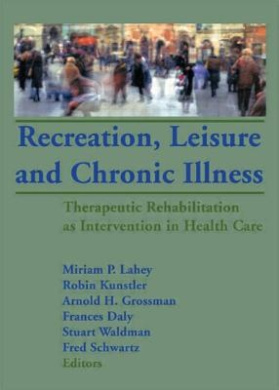 Recreation, Leisure
and Chronic Illness
Therapeutic Rehabilitation
as Intervention in Health Care
Miriam P. Lahey
Robin Kunstler
Arnold H. Grossman
Frances Daly
Stuart Waldman
Fred Schwartz
Editors